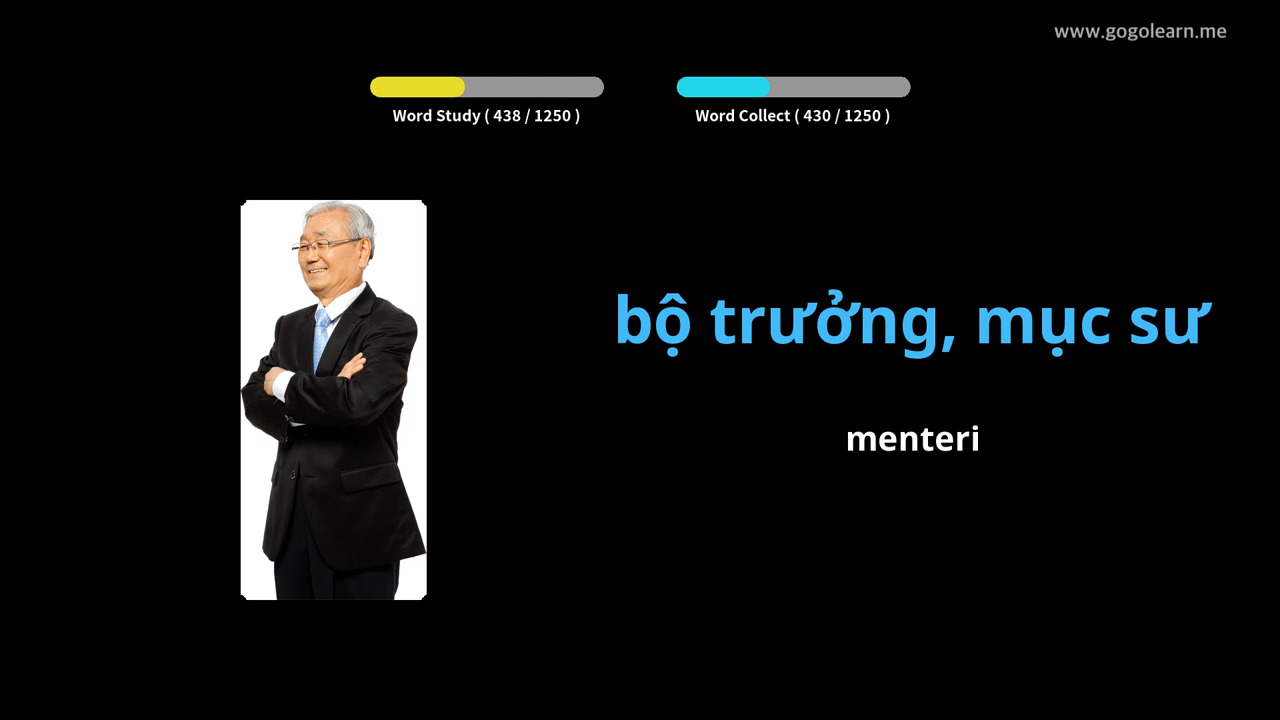 www.gogolearn.me
Word Study ( 438 / 1250 )
Word Collect ( 430 / 1250 )
bộ trưởng, mục sư
menteri